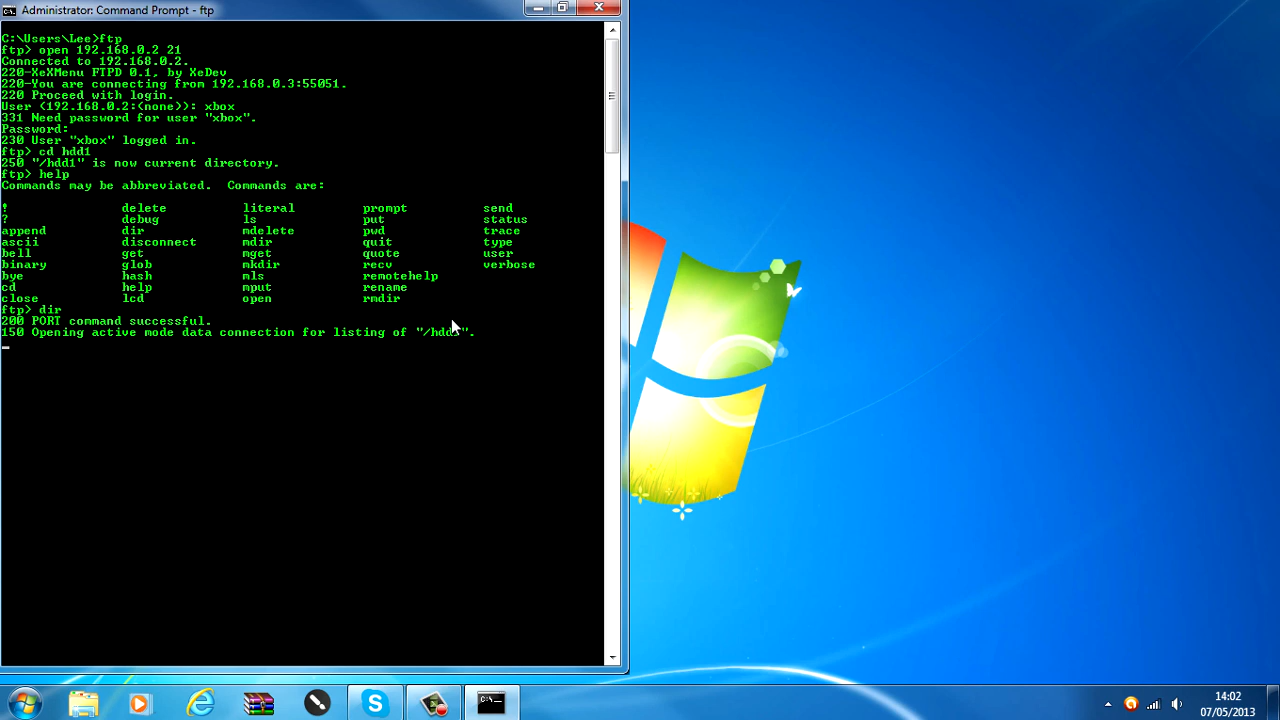 Administrator: Command Prompt - ftp
C:\Users\Lee>ftp
ftp> open 192.168.0.2 21
Connected to 192.168.0.2.
220-XeXMenu FTPD 0.1, by XeDev
220-You are connecting from 192.168.0.3:55051.
220 Proceed with login.
User (192.168.0.2:(none)): xbox
331 Need password for user "xbox".
Password:
230 User "xbox" logged in.
ftp> cd hdd1
250 "/hdd1" is now current directory.
ftp> help
Commands may be abbreviated.  Commands are:
! delete literal prompt send
? debug ls put status
append dir mdelete pwd trace
ascii disconnect mdir quit type
bell get mget quote user
binary glob mkdir recv verbose
bye hash mls remotehelp
cd help mput rename
close lcd open rmdir
ftp> dir
200 PORT command successful.
150 Opening active mode data connection for listing of "/hdd1".
14:02
07/05/2013